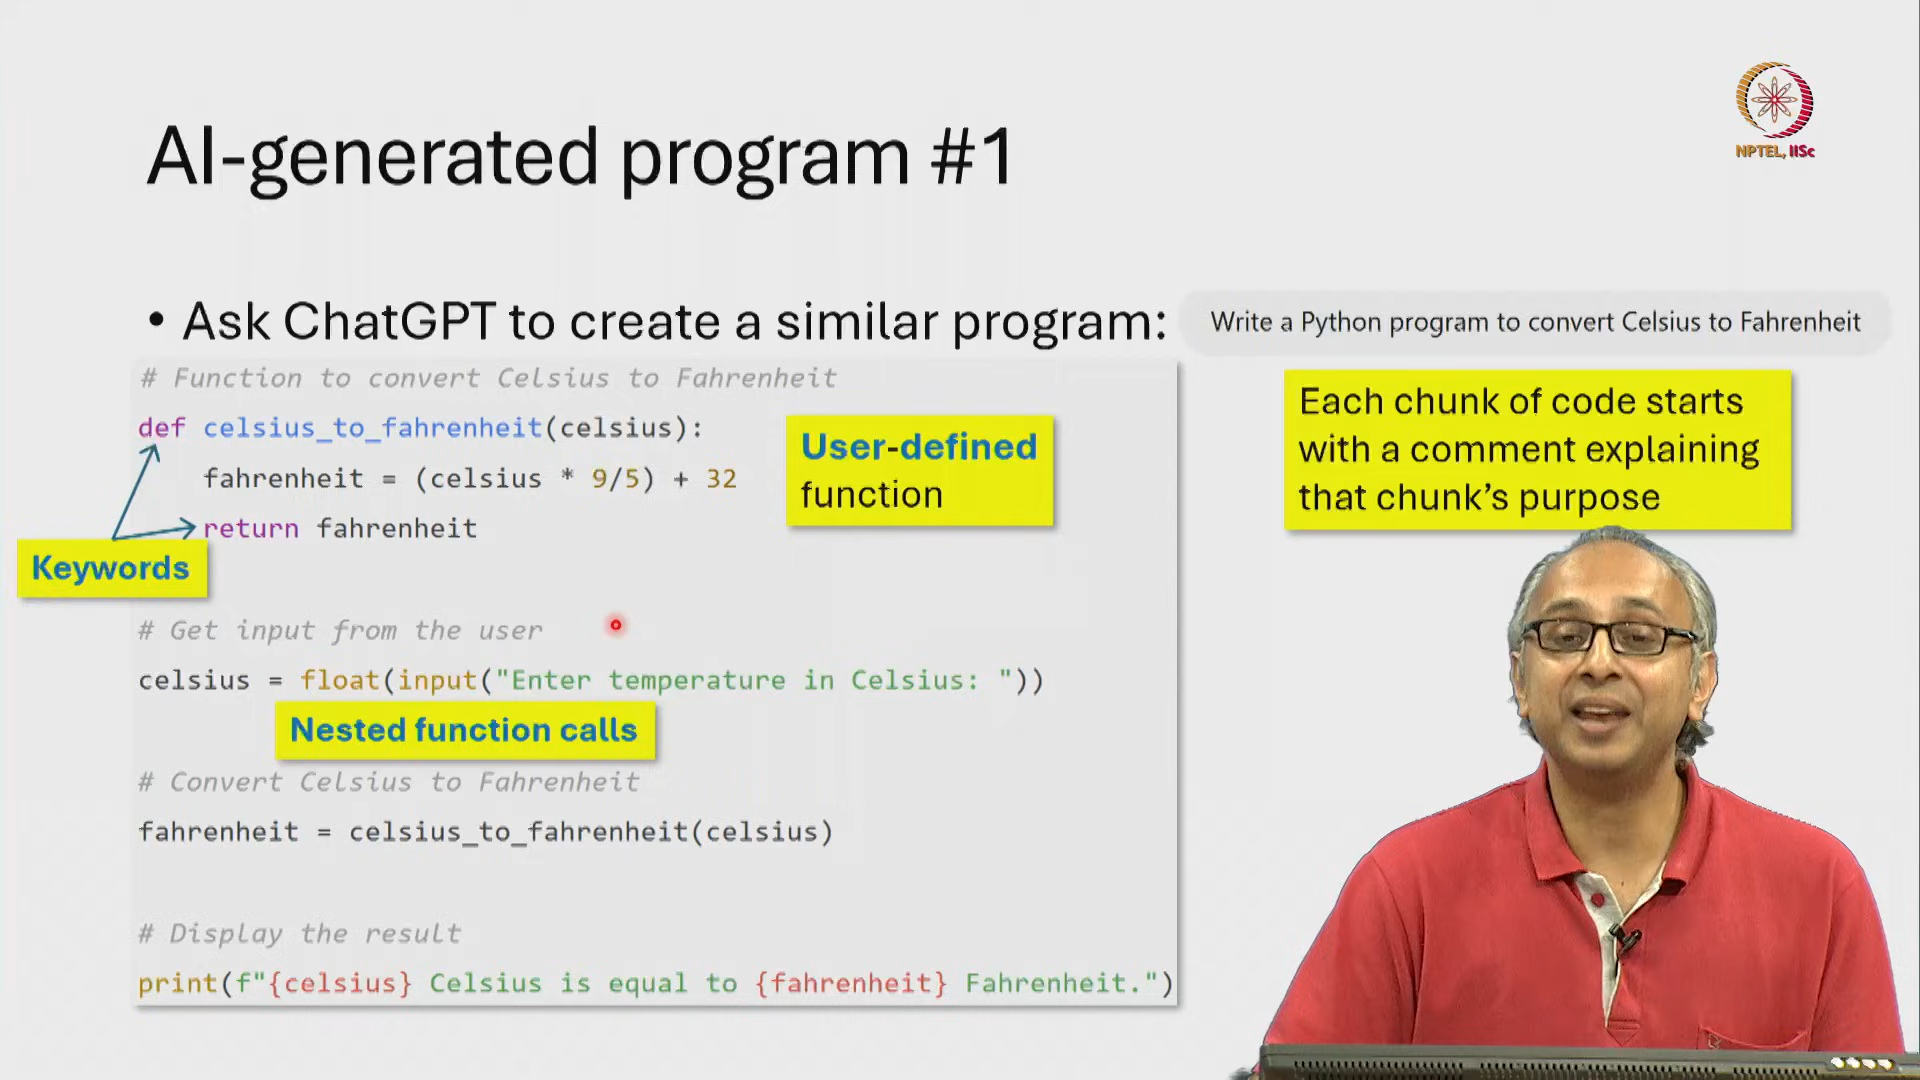 AI-generated program #1
NPTEL, IISc
• Ask ChatGPT to create a similar program:
Write a Python program to convert Celsius to Fahrenheit
# Function to convert Celsius to Fahrenheit
def celsius_to_fahrenheit(celsius):
fahrenheit = (celsius * 9/5) + 32
return fahrenheit
Keywords
User-defined
function
Each chunk of code starts
with a comment explaining
that chunk's purpose
# Get input from the user
celsius = float(input("Enter temperature in Celsius: "))
Nested function calls
# Convert Celsius to Fahrenheit
fahrenheit = celsius_to_fahrenheit(celsius)
# Display the result
print(f"{celsius} Celsius is equal to {fahrenheit} Fahrenheit.")